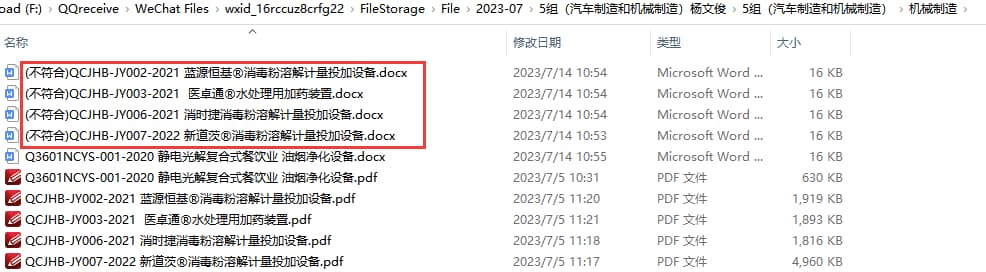 oad (F:) › QQreceive › WeChat Files › wxid_16rccuz8crfg22 › FileStorage › File › 2023-07 › 5组（汽车制造和机械制造）杨文俊 › 5组（汽车制造和机械制造） › 机械制造 ›
名称 修改日期 类型 大小
(不符合)QCJHB-JY002-2021 蓝源恒基®消毒粉溶解计量投加设备.docx 2023/7/14 10:54 Microsoft Word ... 16 KB
(不符合)QCJHB-JY003-2021 医卓通®水处理用加药装置.docx 2023/7/14 10:54 Microsoft Word ... 16 KB
(不符合)QCJHB-JY006-2021 消时捷消毒粉溶解计量投加设备.docx 2023/7/14 10:54 Microsoft Word ... 16 KB
(不符合)QCJHB-JY007-2022 新道茨®消毒粉溶解计量投加设备.docx 2023/7/14 10:53 Microsoft Word ... 16 KB
Q3601NCYS-001-2020 静电光解复合式餐饮业 油烟净化设备.docx 2023/7/14 10:55 Microsoft Word ... 16 KB
Q3601NCYS-001-2020 静电光解复合式餐饮业 油烟净化设备.pdf 2023/7/5 10:31 PDF 文件 630 KB
QCJHB-JY002-2021 蓝源恒基®消毒粉溶解计量投加设备.pdf 2023/7/5 11:20 PDF 文件 1,919 KB
QCJHB-JY003-2021 医卓通®水处理用加药装置.pdf 2023/7/5 11:21 PDF 文件 1,893 KB
QCJHB-JY006-2021 消时捷消毒粉溶解计量投加设备.pdf 2023/7/5 11:18 PDF 文件 1,816 KB
QCJHB-JY007-2022 新道茨®消毒粉溶解计量投加设备.pdf 2023/7/5 11:17 PDF 文件 4,960 KB